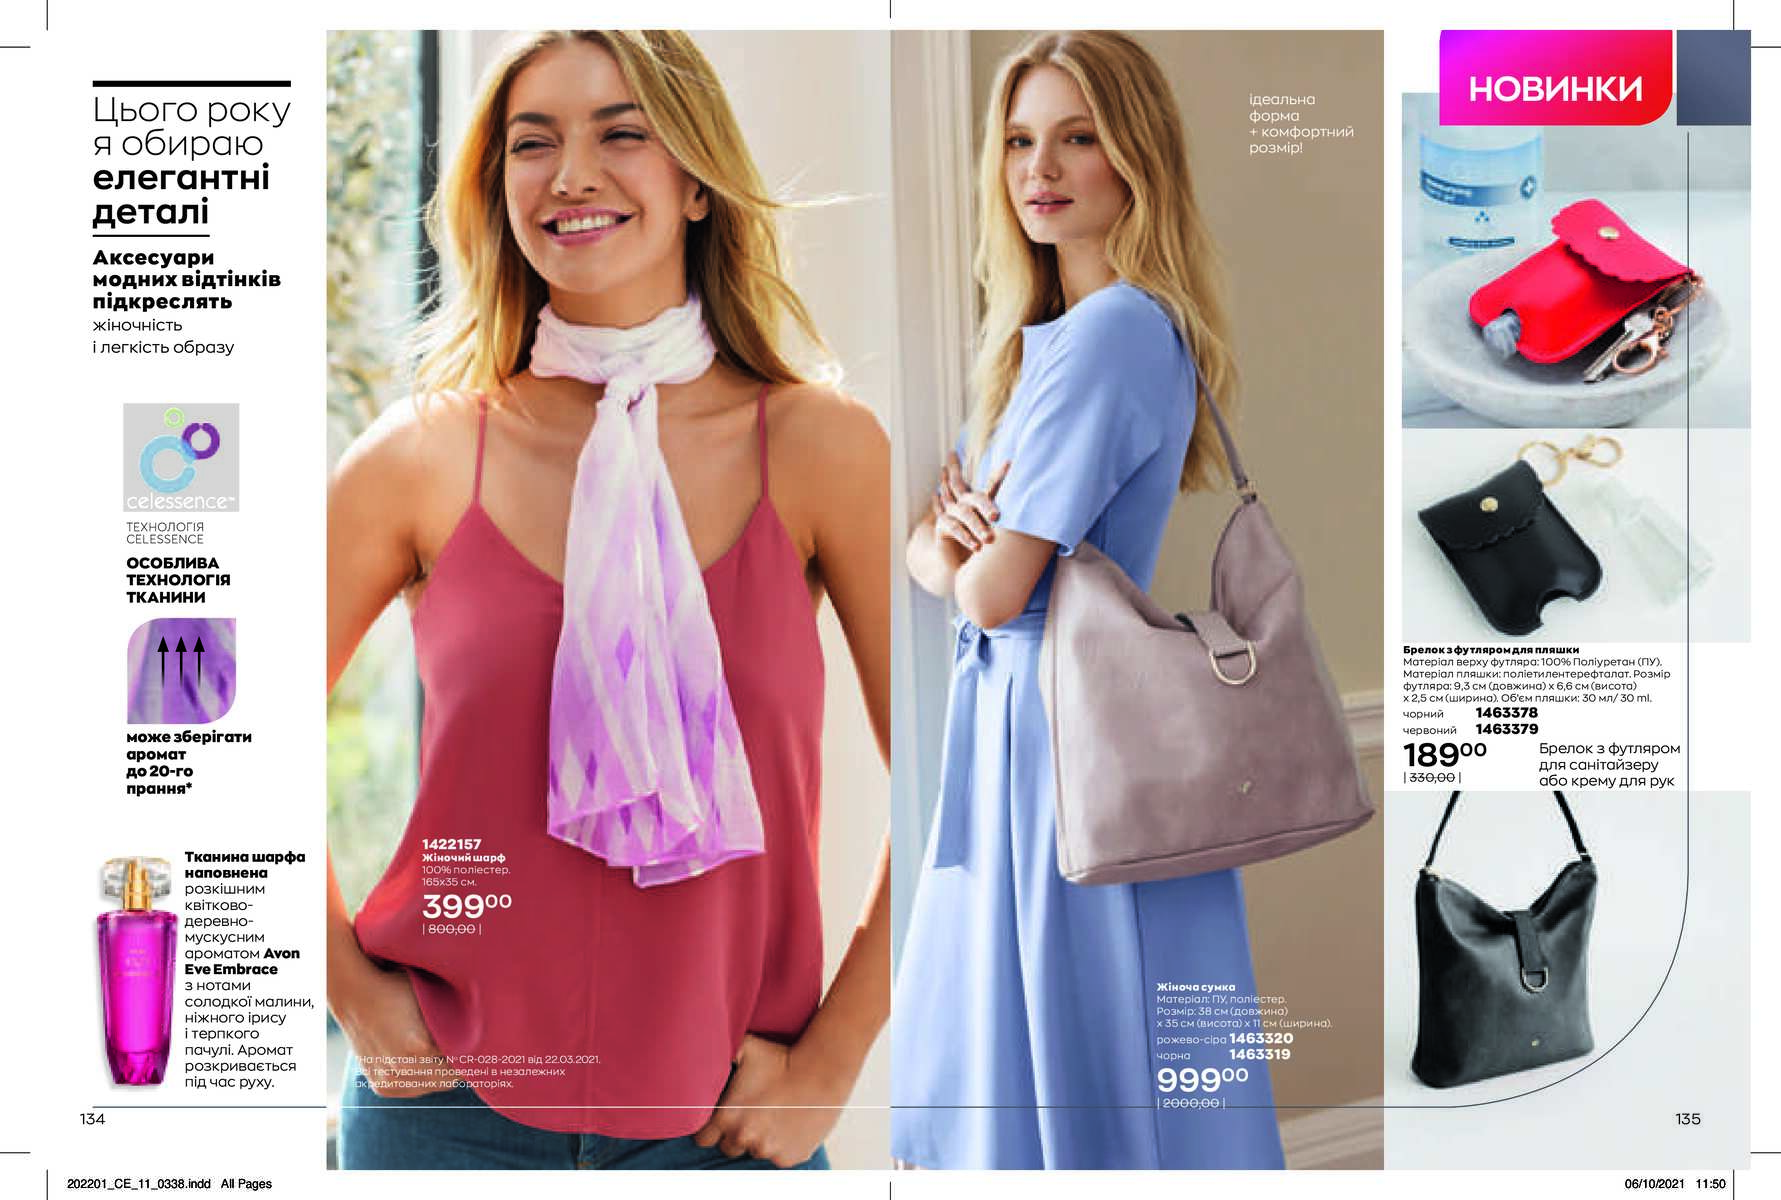 Цього року
я обираю
елегантні
деталі
Аксесуари
модних відтінків
підкреслять
жіночність
і легкість образу
celessence™
ТЕХНОЛОГІЯ
CELESSENCE
ОСОБЛИВА
ТЕХНОЛОГІЯ
ТКАНИНИ
може зберігати
аромат
до 20-го
прання*
Тканина шарфа
наповнена
розкішним
квітково-
деревно-
мускусним
ароматом Avon
Eve Embrace
з нотами
солодкої малини,
ніжного ірису
і терпкого
пачулі. Аромат
розкривається
під час руху.
134
1422157
Жіночий шарф
100% поліестер.
165x35 см.
399⁰⁰
| 800,00 |
*На підставі звіту № CR-028-2021 від 22.03.2021.
Всі тестування проведені в незалежних
акредитованих лабораторіях.
ідеальна
форма
+ комфортний
розмір!
Жіноча сумка
Матеріал: ПУ, поліестер.
Розмір: 38 см (довжина)
х 35 см (висота) х 11 см (ширина).
рожево-сіра 1463320
чорна 1463319
999⁰⁰
| 2000,00 |
НОВИНКИ
Брелок з футляром для пляшки
Матеріал верху футляра: 100% Поліуретан (ПУ).
Матеріал пляшки: поліетилентерефталат. Розмір
футляра: 9,3 см (довжина) х 6,6 см (висота)
х 2,5 см (ширина). Об'єм пляшки: 30 мл/ 30 ml.
чорний 1463378
червоний 1463379
189⁰⁰
| 330,00 |
Брелок з футляром
для санітайзеру
або крему для рук
135
202201_CE_11_0338.indd All Pages
06/10/2021 11:50